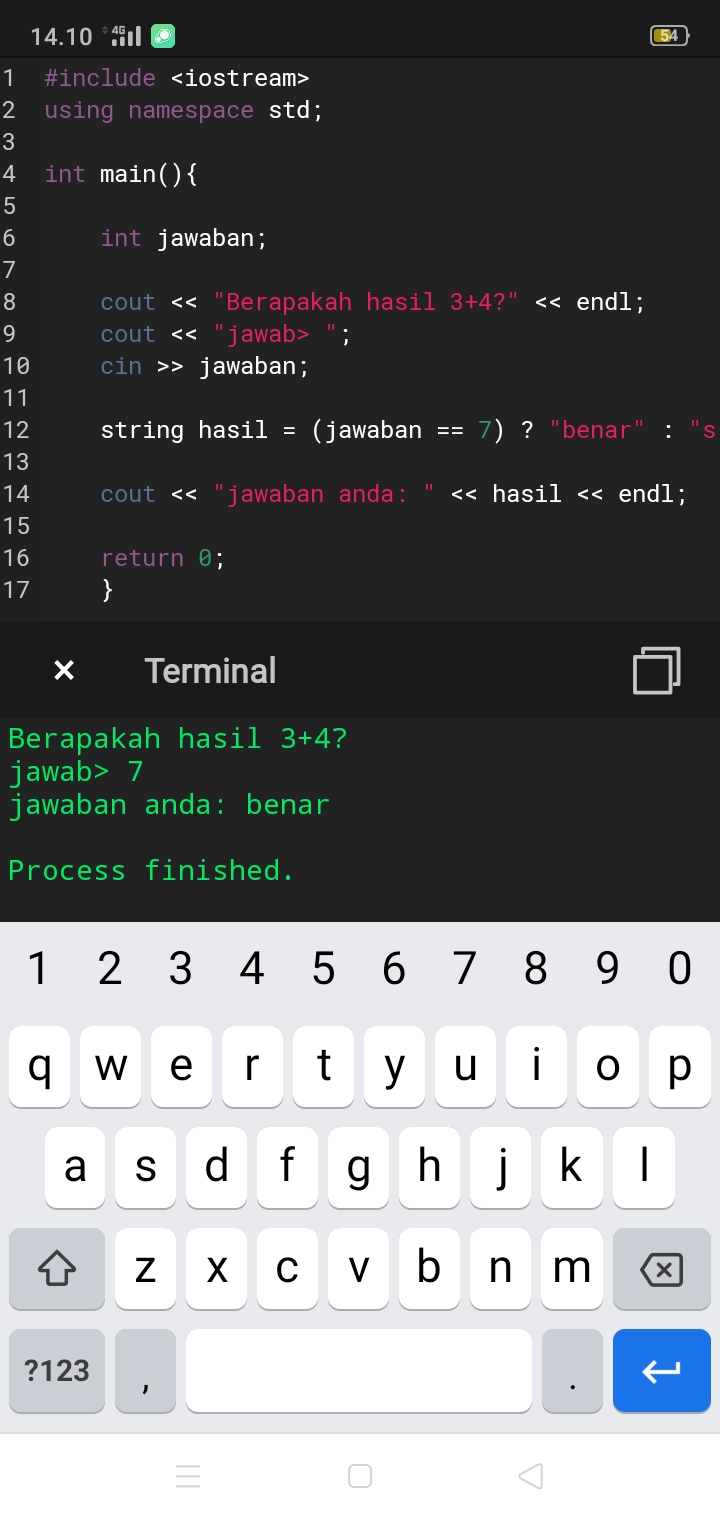 14.10 4G 54
1 #include <iostream>
2 using namespace std;
3
4 int main(){
5
6 int jawaban;
7
8 cout << "Berapakah hasil 3+4?" << endl;
9 cout << "jawab> ";
10 cin >> jawaban;
11
12 string hasil = (jawaban == 7) ? "benar" : "s
13
14 cout << "jawaban anda: " << hasil << endl;
15
16 return 0;
17 }
× Terminal
Berapakah hasil 3+4?
jawab> 7
jawaban anda: benar
Process finished.
1 2 3 4 5 6 7 8 9 0
q w e r t y u i o p
a s d f g h j k l
z x c v b n m
?123 , .